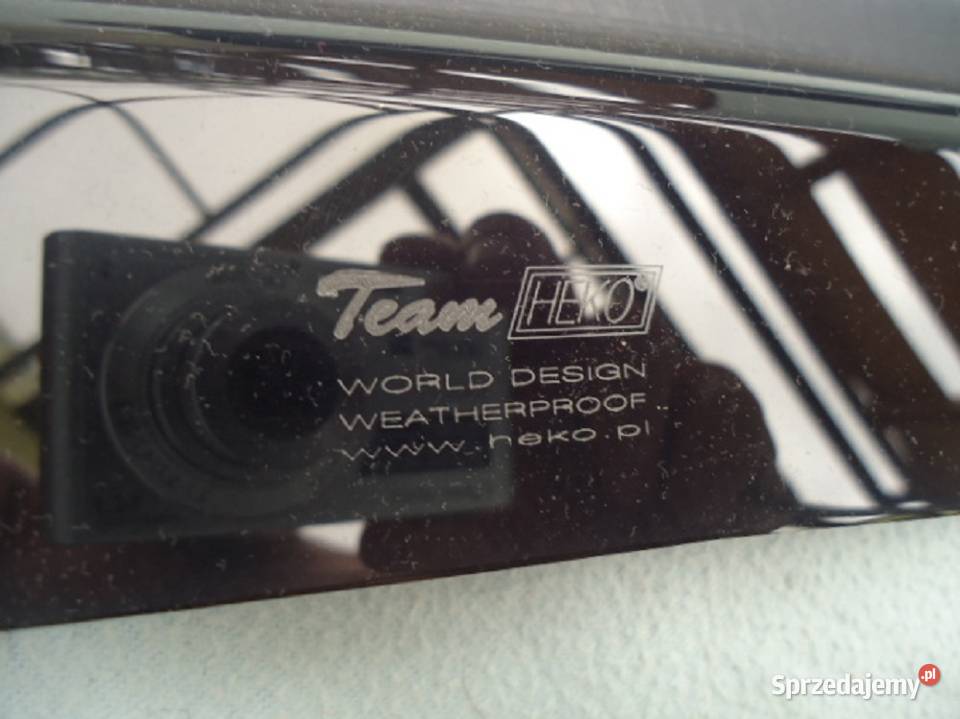 Team HEKO®
WORLD DESIGN
WEATHERPROOF..
www.heko.pl
Sprzedajemy.pl